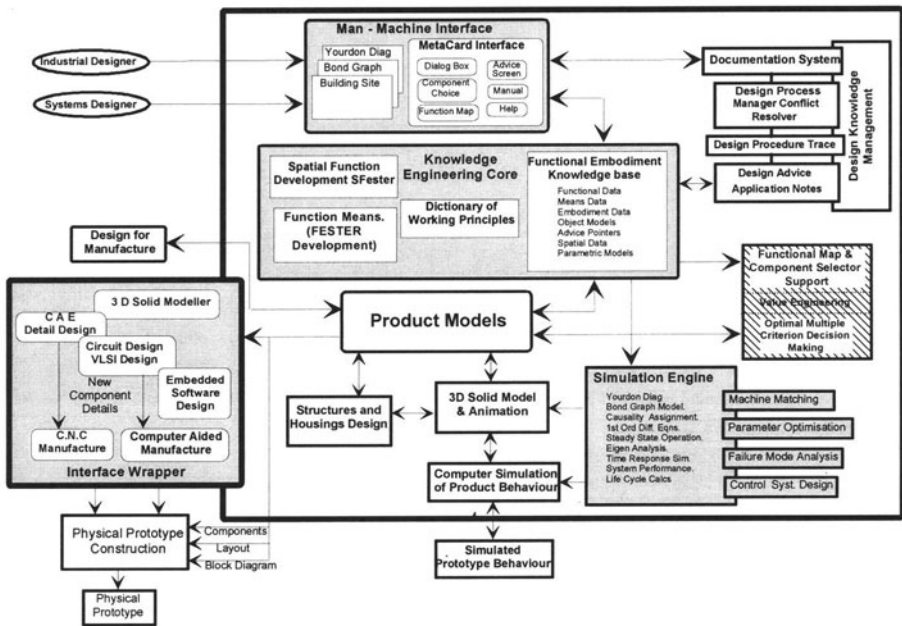 Man - Machine Interface
Industrial Designer
Systems Designer
Yourdon Diag
Bond Graph
Building Site
MetaCard Interface
Dialog Box
Advice
Screen
Component
Choice
Manual
Function Map
Help
Documentation System
Design Process
Manager Conflict
Resolver
Design Procedure Trace
Design Advice
Application Notes
Design Knowledge
Management
Spatial Function
Development SFester
Knowledge
Engineering Core
Function Means.
(FESTER
Development)
Dictionary of
Working Principles
Functional Embodiment
Knowledge base
Functional Data
Means Data
Embodiment Data
Object Models
Advice Pointers
Spatial Data
Parametric Models
Design for
Manufacture
Functional Map &
Component Selector
Support
Value Engineering
Optimal Multiple
Criterion Decision
Making
Product Models
3 D Solid Modeller
C A E
Detail Design
Circuit Design
VLSI Design
New
Component
Details
Embedded
Software
Design
C.N.C
Manufacture
Computer Aided
Manufacture
Interface Wrapper
Structures and
Housings Design
3D Solid Model
& Animation
Computer Simulation
of Product Behaviour
Simulated
Prototype Behaviour
Simulation Engine
Yourdon Diag
Bond Graph Model.
Causality Assignment.
1st Ord Diff. Eqns.
Steady State Operation.
Eigen Analysis.
Time Response Sim.
System Performance.
Life Cycle Calcs
Machine Matching
Parameter Optimisation
Failure Mode Analysis
Control Syst. Design
Physical Prototype
Construction
Components
Layout
Block Diagram
Physical
Prototype